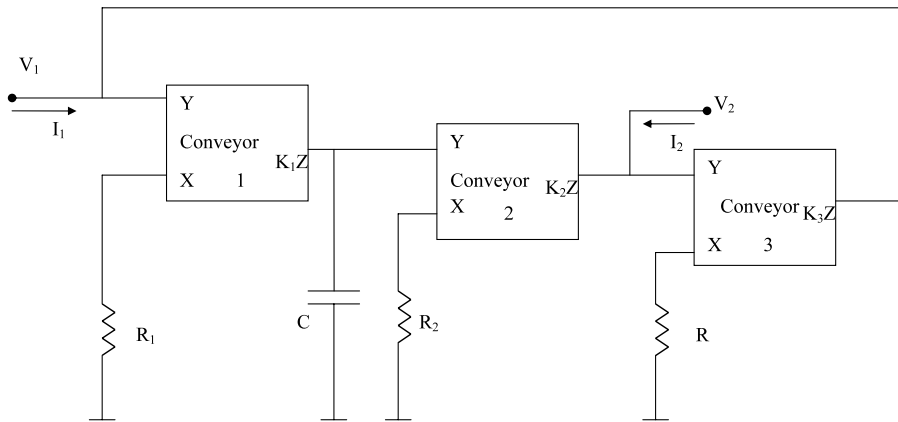 V₁
I₁
Y
Conveyor
K₁Z
X
1
R₁
C
Y
Conveyor
K₂Z
X
2
R₂
V₂
I₂
Y
Conveyor
K₃Z
X
3
R